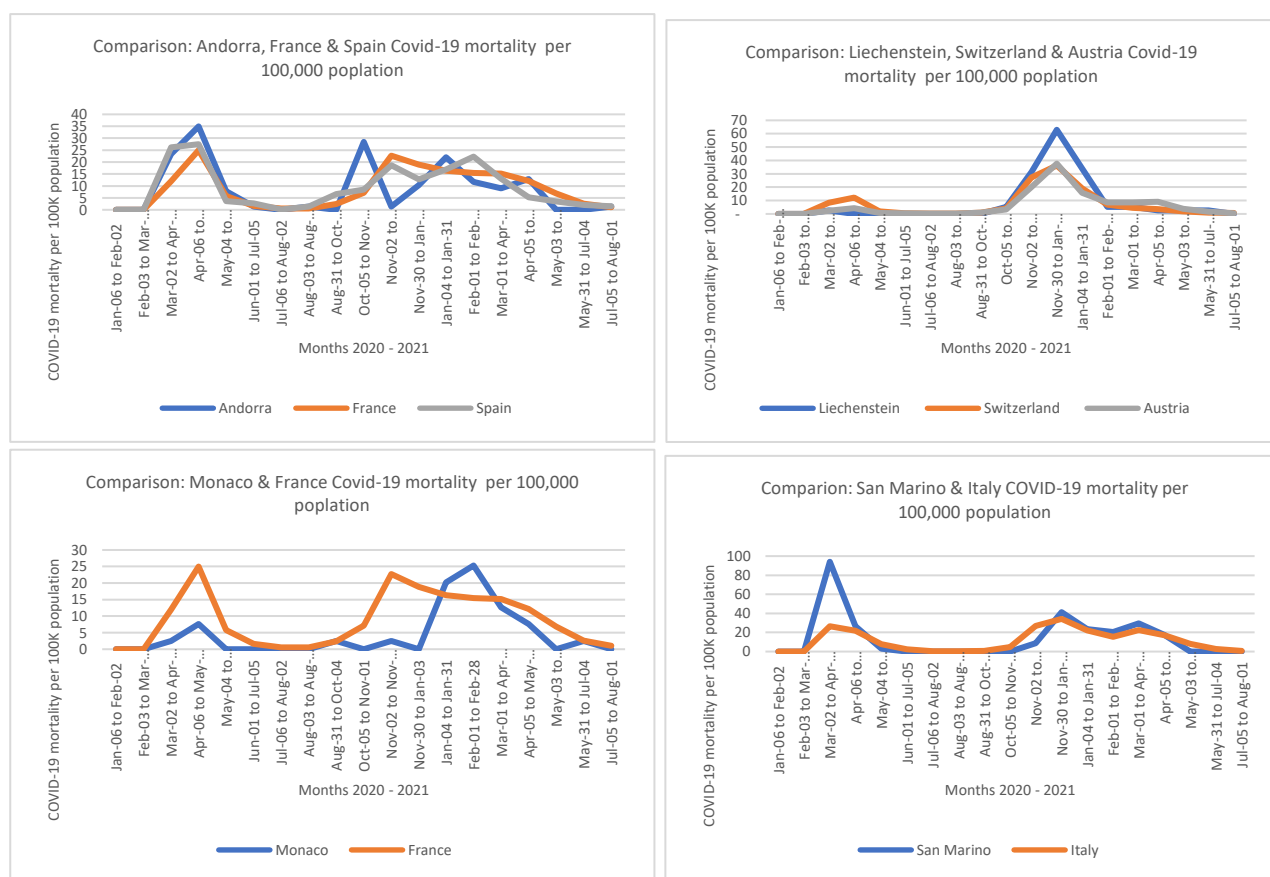 Comparison: Andorra, France & Spain Covid-19 mortality per
100,000 poplation
COVID-19 mortality per 100K population
40
35
30
25
20
15
10
5
0
Jan-06 to Feb-02
Feb-03 to Mar-…
Mar-02 to Apr-…
Apr-06 to…
May-04 to…
Jun-01 to Jul-05
Jul-06 to Aug-02
Aug-03 to Aug-…
Aug-31 to Oct-…
Oct-05 to Nov-…
Nov-02 to…
Nov-30 to Jan-…
Jan-04 to Jan-31
Feb-01 to Feb-…
Mar-01 to Apr-…
Apr-05 to…
May-03 to…
May-31 to Jul-04
Jul-05 to Aug-01
Months 2020 - 2021
Andorra France Spain
Comparison: Liechenstein, Switzerland & Austria Covid-19
mortality per 100,000 poplation
COVID-19 mortality per 100K population
70
60
50
40
30
20
10
-
Jan-06 to Feb-…
Feb-03 to…
Mar-02 to…
Apr-06 to…
May-04 to…
Jun-01 to Jul-05
Jul-06 to Aug-02
Aug-03 to…
Aug-31 to Oct-…
Oct-05 to…
Nov-02 to…
Nov-30 to Jan-…
Jan-04 to Jan-31
Feb-01 to Feb-…
Mar-01 to…
Apr-05 to…
May-03 to…
May-31 to Jul-…
Jul-05 to Aug-01
Months 2020 - 2021
Liechenstein Switzerland Austria
Comparison: Monaco & France Covid-19 mortality per 100,000
poplation
COVID-19 mortality per 100K population
30
25
20
15
10
5
0
Jan-06 to Feb-02
Feb-03 to Mar-…
Mar-02 to Apr-…
Apr-06 to May-…
May-04 to…
Jun-01 to Jul-05
Jul-06 to Aug-02
Aug-03 to Aug-…
Aug-31 to Oct-04
Oct-05 to Nov-01
Nov-02 to Nov-…
Nov-30 to Jan-03
Jan-04 to Jan-31
Feb-01 to Feb-28
Mar-01 to Apr-…
Apr-05 to May-…
May-03 to…
May-31 to Jul-04
Jul-05 to Aug-01
Months 2020 - 2021
Monaco France
Comparion: San Marino & Italy COVID-19 mortality per
100,000 population
COVID-19 mortality per 100K population
100
80
60
40
20
0
Jan-06 to Feb-02
Feb-03 to Mar-…
Mar-02 to Apr-…
Apr-06 to…
May-04 to…
Jun-01 to Jul-05
Jul-06 to Aug-02
Aug-03 to Aug-…
Aug-31 to Oct-…
Oct-05 to Nov-…
Nov-02 to…
Nov-30 to Jan-…
Jan-04 to Jan-31
Feb-01 to Feb-…
Mar-01 to Apr-…
Apr-05 to…
May-03 to…
May-31 to Jul-04
Jul-05 to Aug-01
Months 2020 - 2021
San Marino Italy